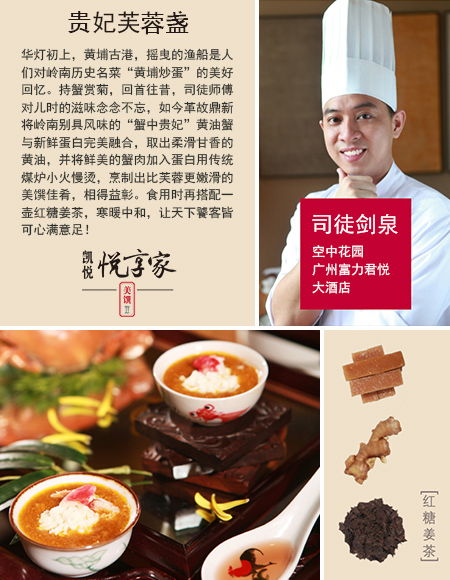 贵妃芙蓉盏
华灯初上，黄埔古港，摇曳的渔船是人
们对岭南历史名菜“黄埔炒蛋”的美好
回忆。持蟹赏菊，回首往昔，司徒师傅
对儿时的滋味念念不忘，如今革故鼎新
将岭南别具风味的“蟹中贵妃”黄油蟹
与新鲜蛋白完美融合，取出柔滑甘香的
黄油，并将鲜美的蟹肉加入蛋白用传统
煤炉小火慢烫，烹制出比芙蓉更嫩滑的
美馔佳肴，相得益彰。食用时再搭配一
壶红糖姜茶，寒暖中和，让天下饕客皆
可心满意足！
凯悦
悦享家
美馔
司徒剑泉
空中花园
广州富力君悦
大酒店
红糖姜茶